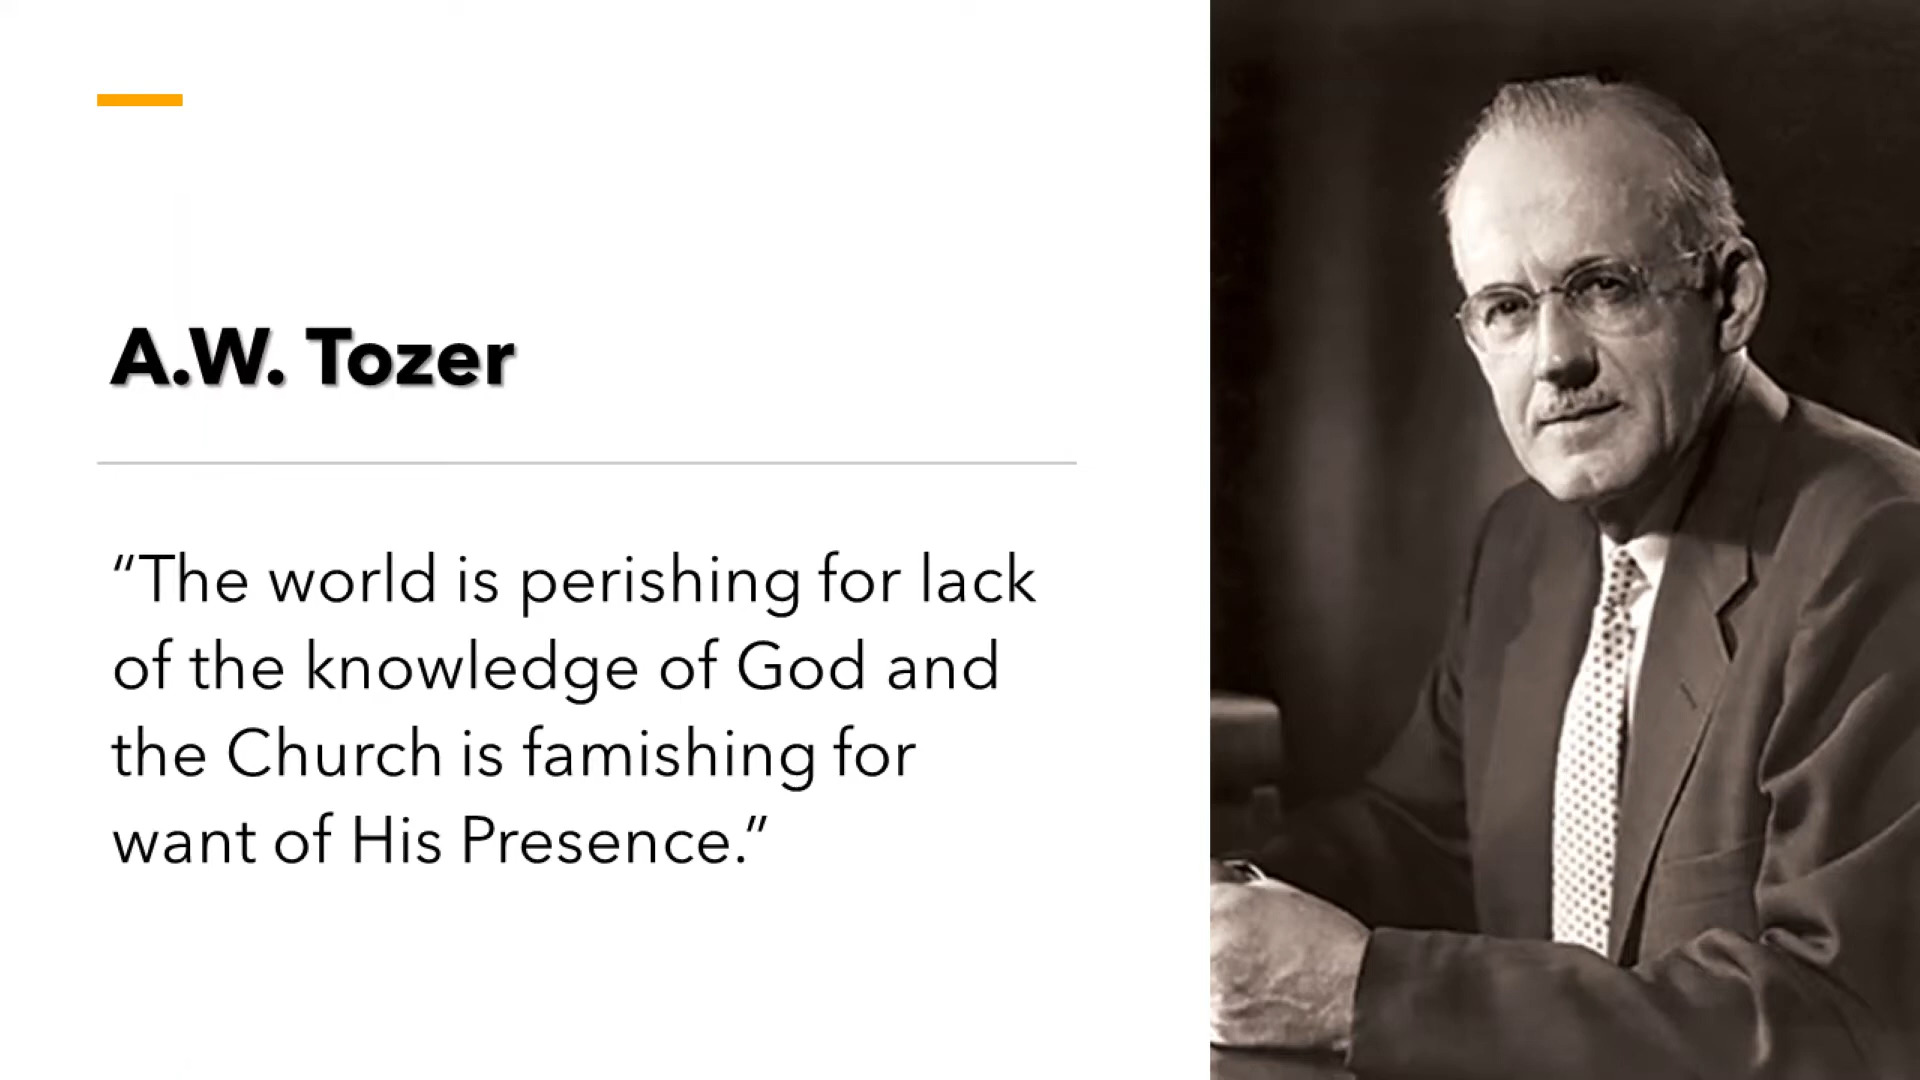 A.W. Tozer
“The world is perishing for lack
of the knowledge of God and
the Church is famishing for
want of His Presence.”